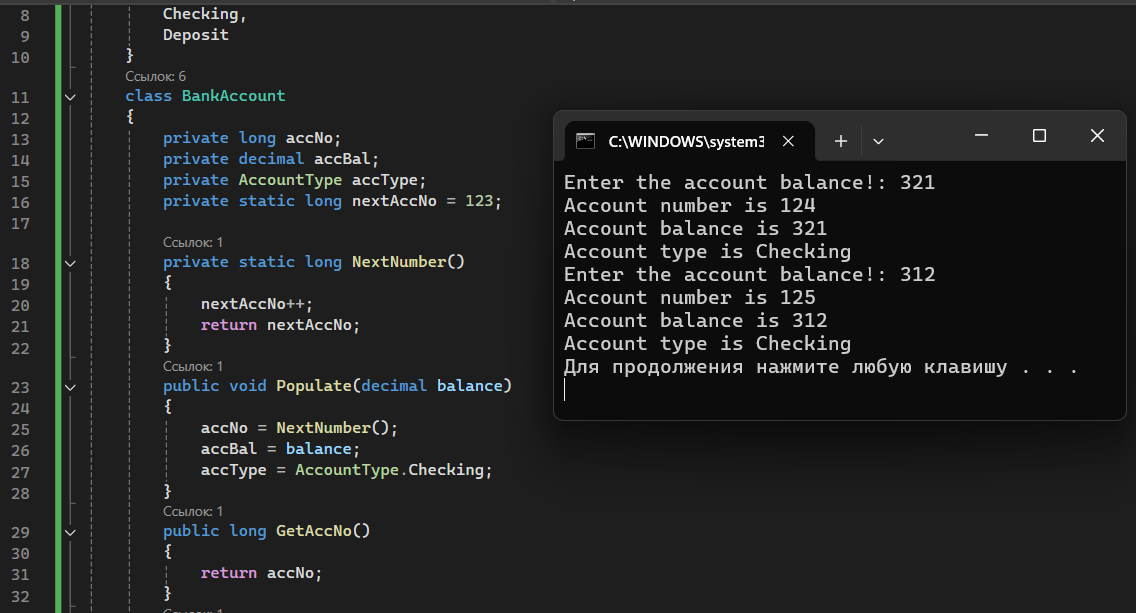 8 Checking,
9 Deposit
10 }
Ссылок: 6
11 class BankAccount
12 {
13 private long accNo;
14 private decimal accBal;
15 private AccountType accType;
16 private static long nextAccNo = 123;
17
Ссылок: 1
18 private static long NextNumber()
19 {
20 nextAccNo++;
21 return nextAccNo;
22 }
Ссылок: 1
23 public void Populate(decimal balance)
24 {
25 accNo = NextNumber();
26 accBal = balance;
27 accType = AccountType.Checking;
28 }
Ссылок: 1
29 public long GetAccNo()
30 {
31 return accNo;
32 }
Ссылок: 1
C:\WINDOWS\system3
Enter the account balance!: 321
Account number is 124
Account balance is 321
Account type is Checking
Enter the account balance!: 312
Account number is 125
Account balance is 312
Account type is Checking
Для продолжения нажмите любую клавишу . . .